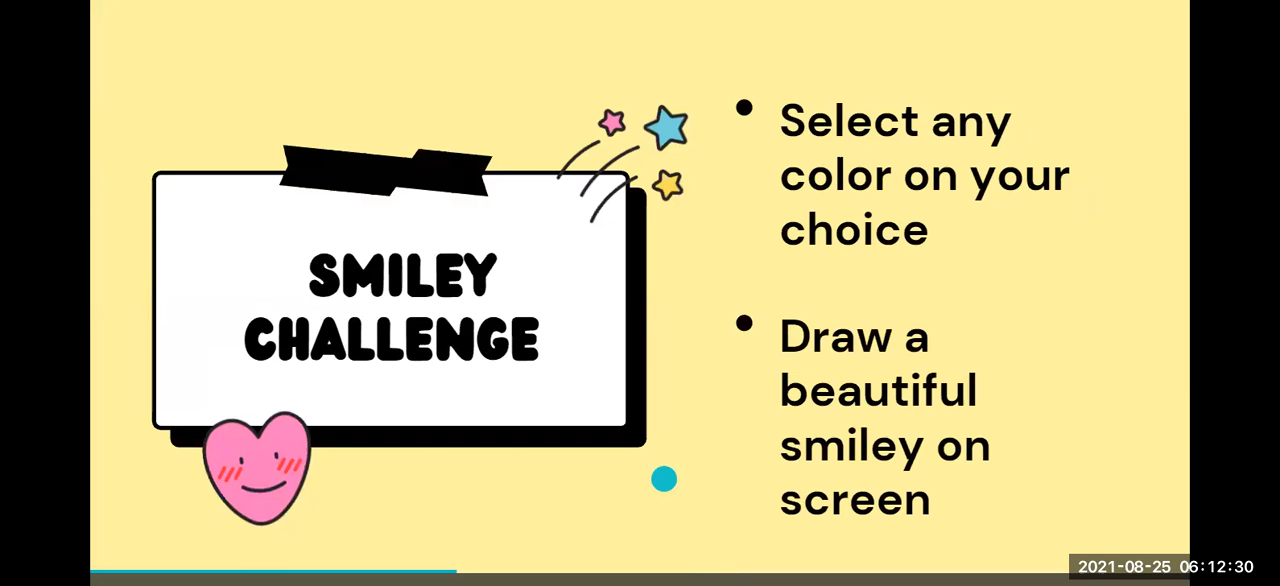 SMILEY
CHALLENGE
• Select any
color on your
choice
• Draw a
beautiful
smiley on
screen
2021-08-25 06:12:30